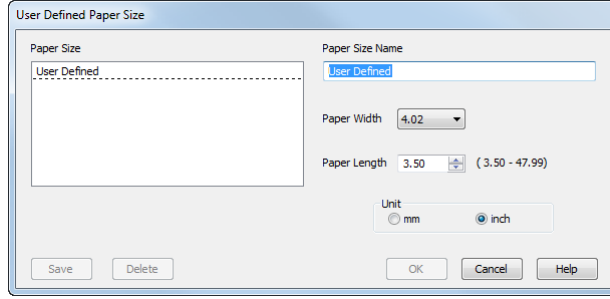 User Defined Paper Size
Paper Size
User Defined
Paper Size Name
User Defined
Paper Width 4.02
Paper Length 3.50 ( 3.50 - 47.99)
Unit
mm inch
Save Delete OK Cancel Help